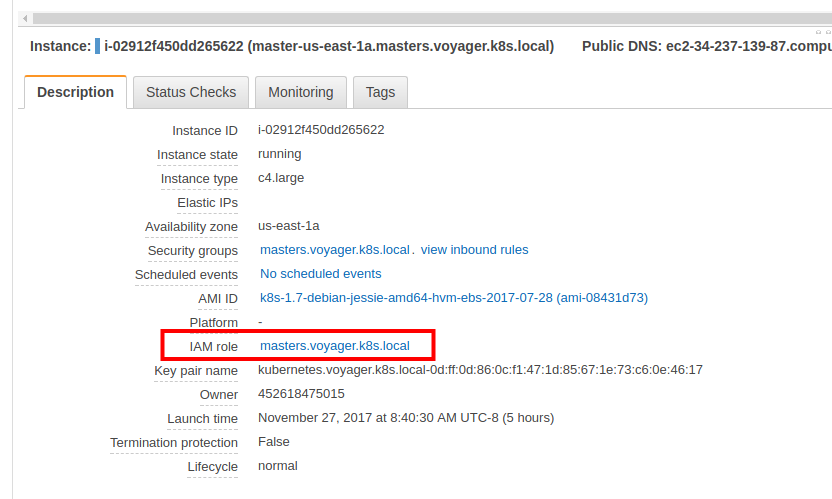 Instance: i-02912f450dd265622 (master-us-east-1a.masters.voyager.k8s.local) Public DNS: ec2-34-237-139-87.compu
Description Status Checks Monitoring Tags
Instance ID i-02912f450dd265622
Instance state running
Instance type c4.large
Elastic IPs
Availability zone us-east-1a
Security groups masters.voyager.k8s.local. view inbound rules
Scheduled events No scheduled events
AMI ID k8s-1.7-debian-jessie-amd64-hvm-ebs-2017-07-28 (ami-08431d73)
Platform -
IAM role masters.voyager.k8s.local
Key pair name kubernetes.voyager.k8s.local-0d:ff:0d:86:0c:f1:47:1d:85:67:1e:73:c6:0e:46:17
Owner 452618475015
Launch time November 27, 2017 at 8:40:30 AM UTC-8 (5 hours)
Termination protection False
Lifecycle normal